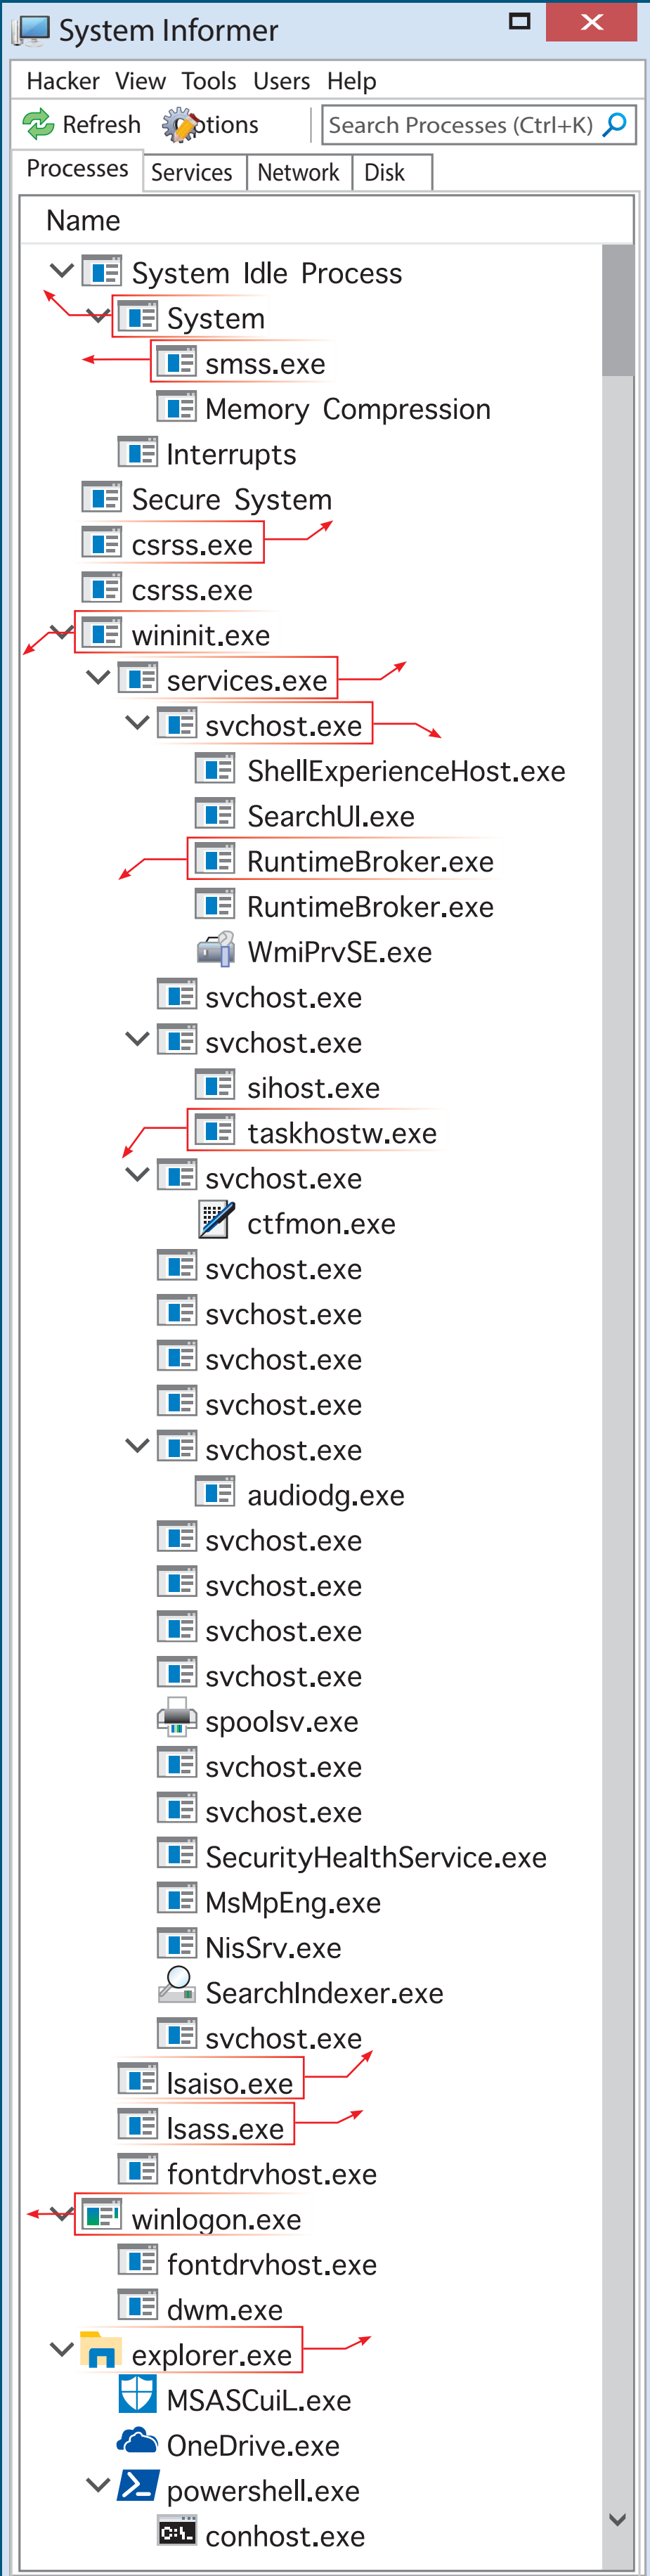 System Informer
Hacker View Tools Users Help
Refresh Options Search Processes (Ctrl+K)
Processes Services Network Disk
Name
System Idle Process
System
smss.exe
Memory Compression
Interrupts
Secure System
csrss.exe
csrss.exe
wininit.exe
services.exe
svchost.exe
ShellExperienceHost.exe
SearchUI.exe
RuntimeBroker.exe
RuntimeBroker.exe
WmiPrvSE.exe
svchost.exe
svchost.exe
sihost.exe
taskhostw.exe
svchost.exe
ctfmon.exe
svchost.exe
svchost.exe
svchost.exe
svchost.exe
svchost.exe
audiodg.exe
svchost.exe
svchost.exe
svchost.exe
svchost.exe
spoolsv.exe
svchost.exe
svchost.exe
SecurityHealthService.exe
MsMpEng.exe
NisSrv.exe
SearchIndexer.exe
svchost.exe
lsaiso.exe
lsass.exe
fontdrvhost.exe
winlogon.exe
fontdrvhost.exe
dwm.exe
explorer.exe
MSASCuiL.exe
OneDrive.exe
powershell.exe
C:\_ conhost.exe